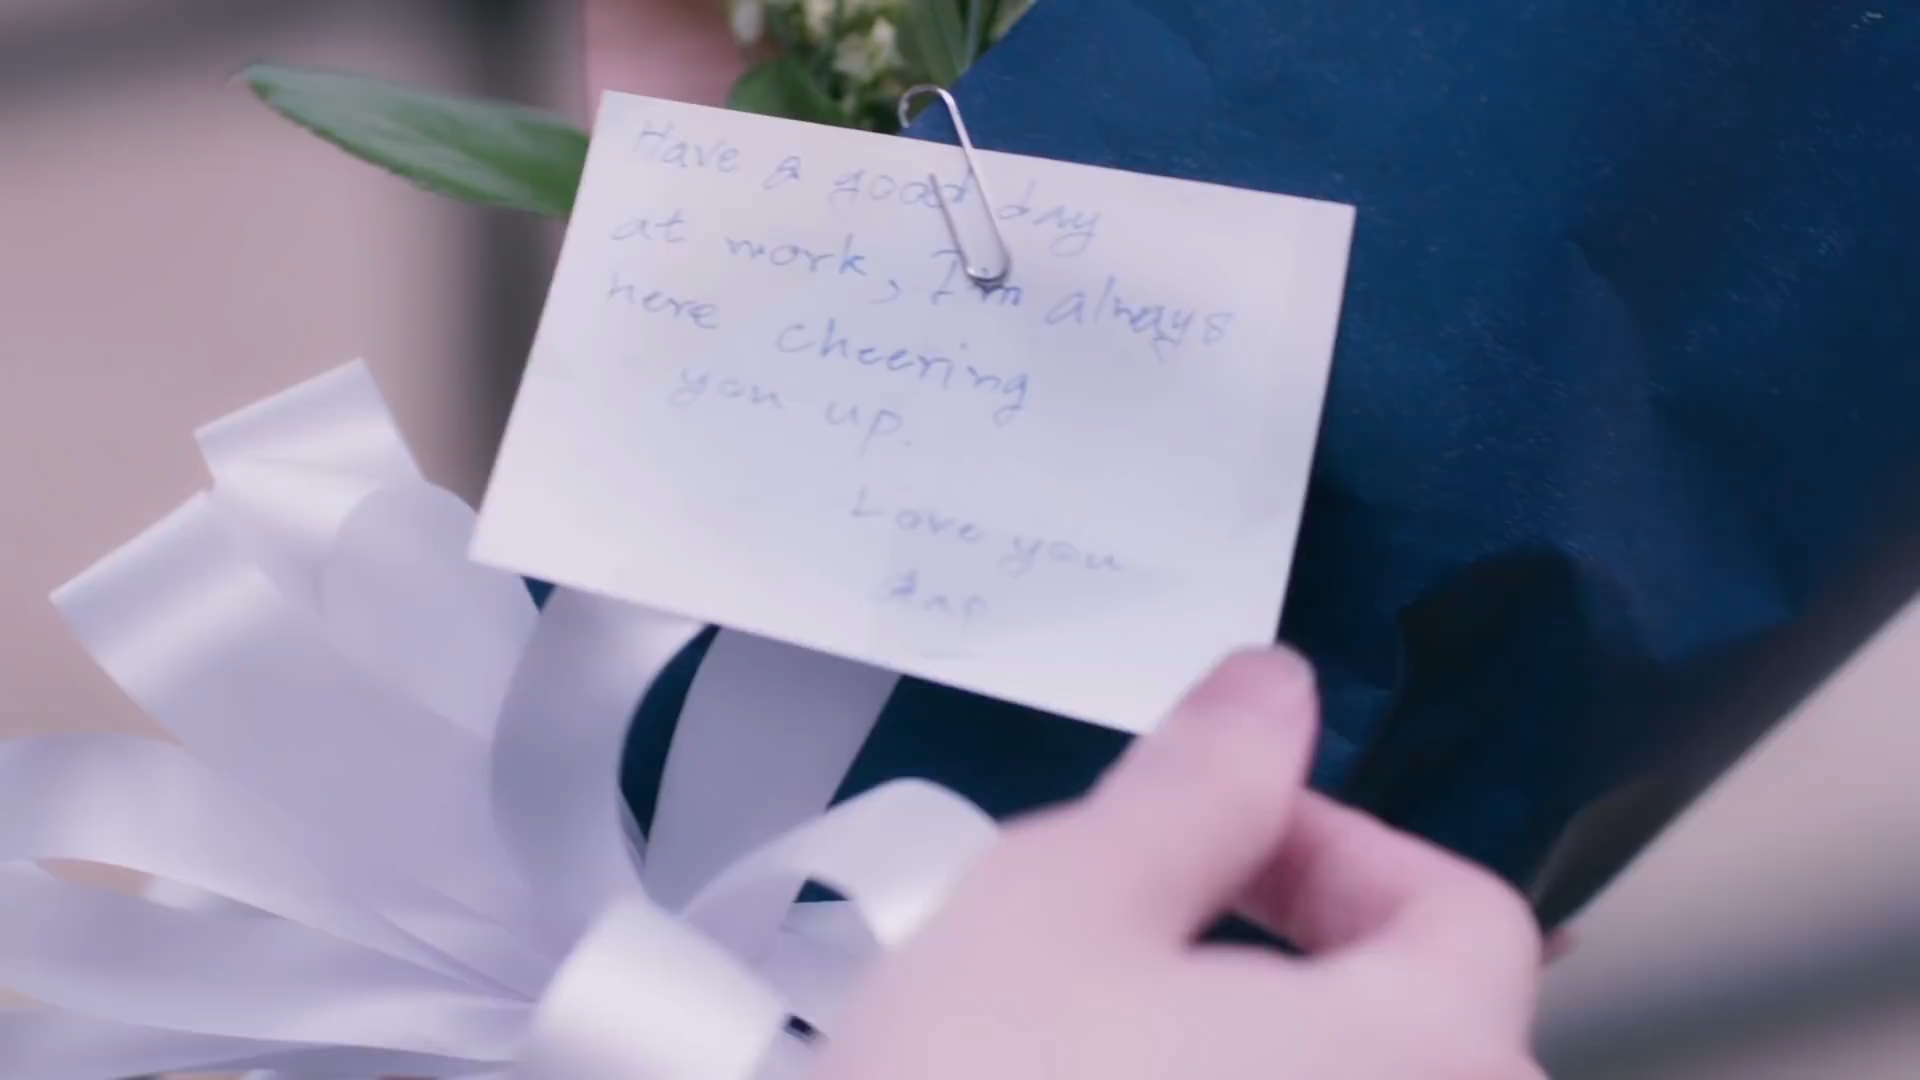 Have a good day
at work, I'm always
here cheering
you up.
Love you